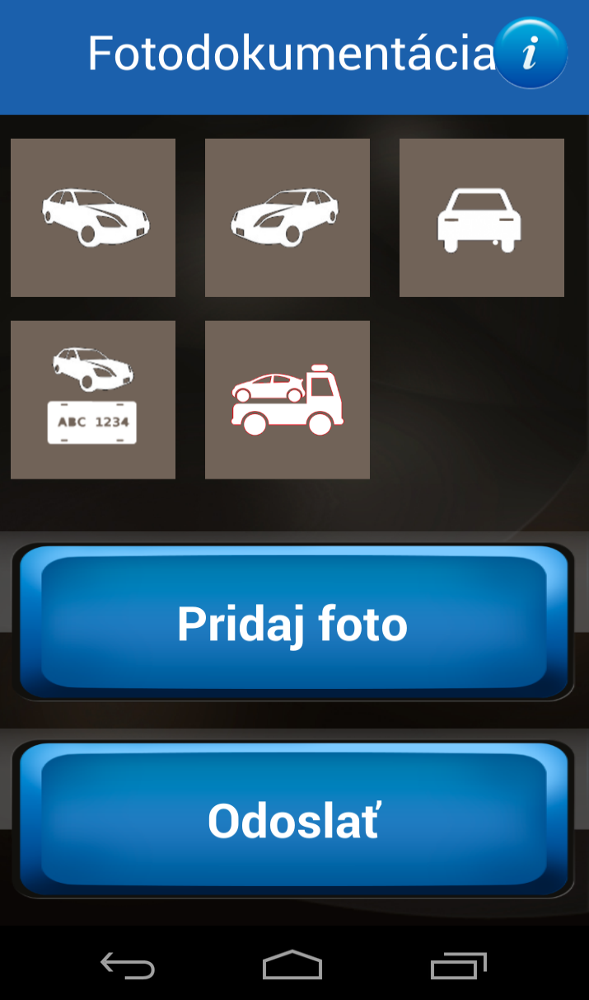 Fotodokumentácia
i
ABC 1234
Pridaj foto
Odoslať